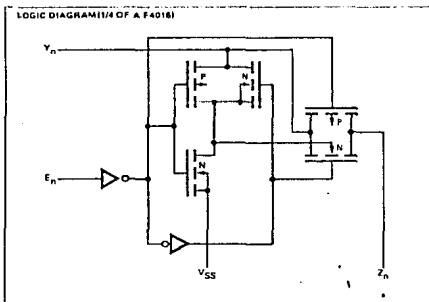 LOGIC DIAGRAM (1/4 OF A F4016)
Yn
P
N
P
N
N
En
VSS
Zn